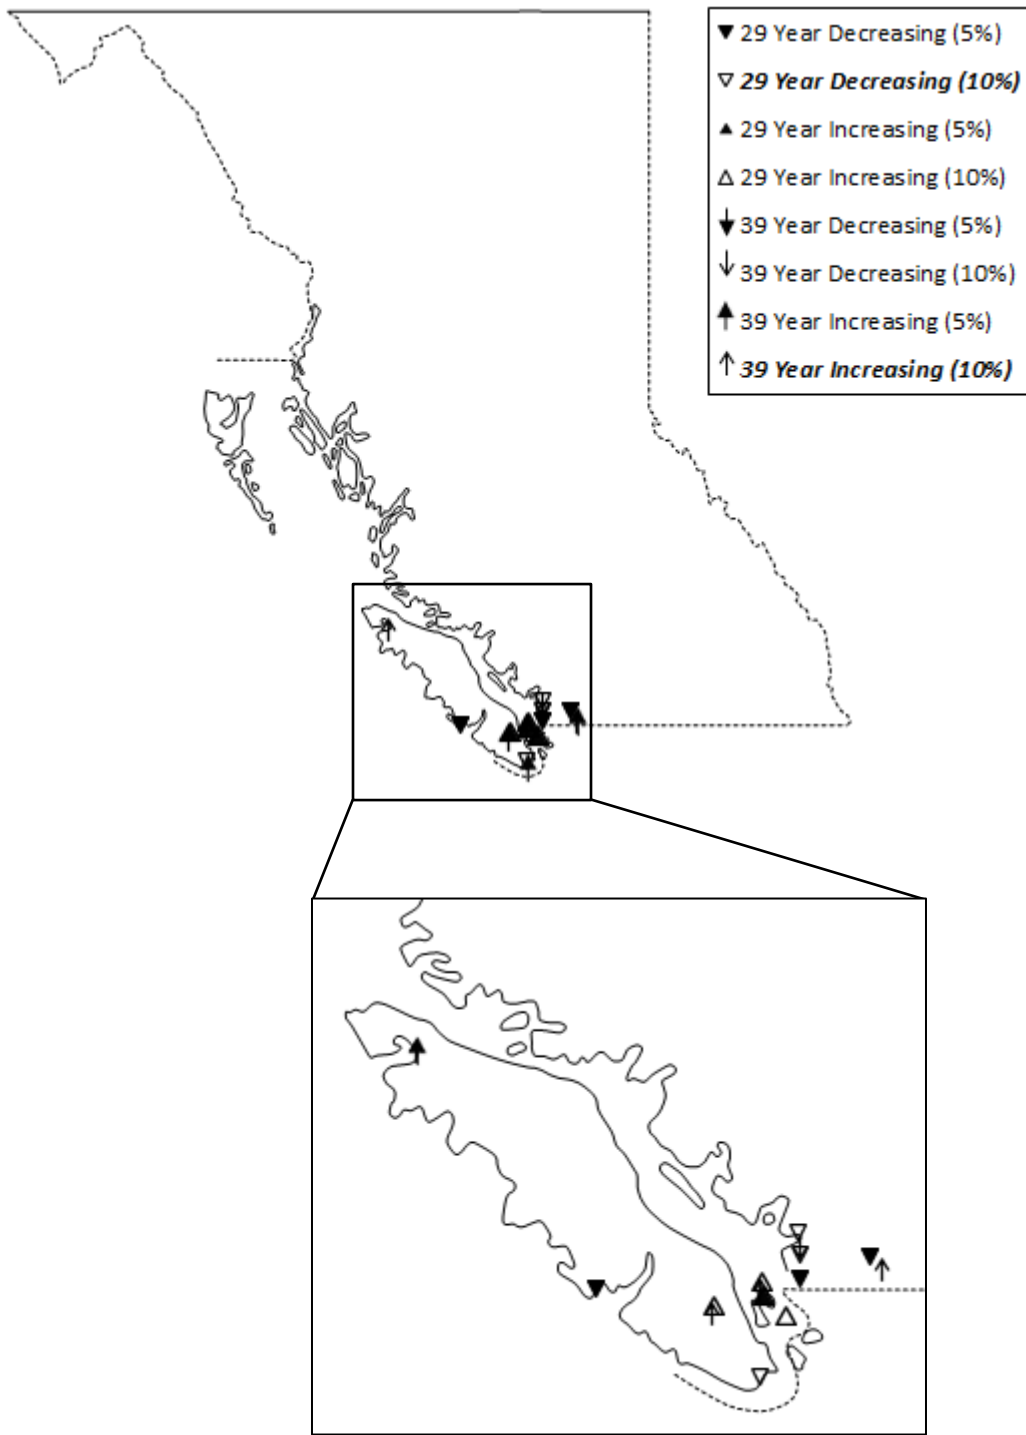 29 Year Decreasing (5%)
29 Year Decreasing (10%)
29 Year Increasing (5%)
29 Year Increasing (10%)
39 Year Decreasing (5%)
39 Year Decreasing (10%)
39 Year Increasing (5%)
39 Year Increasing (10%)